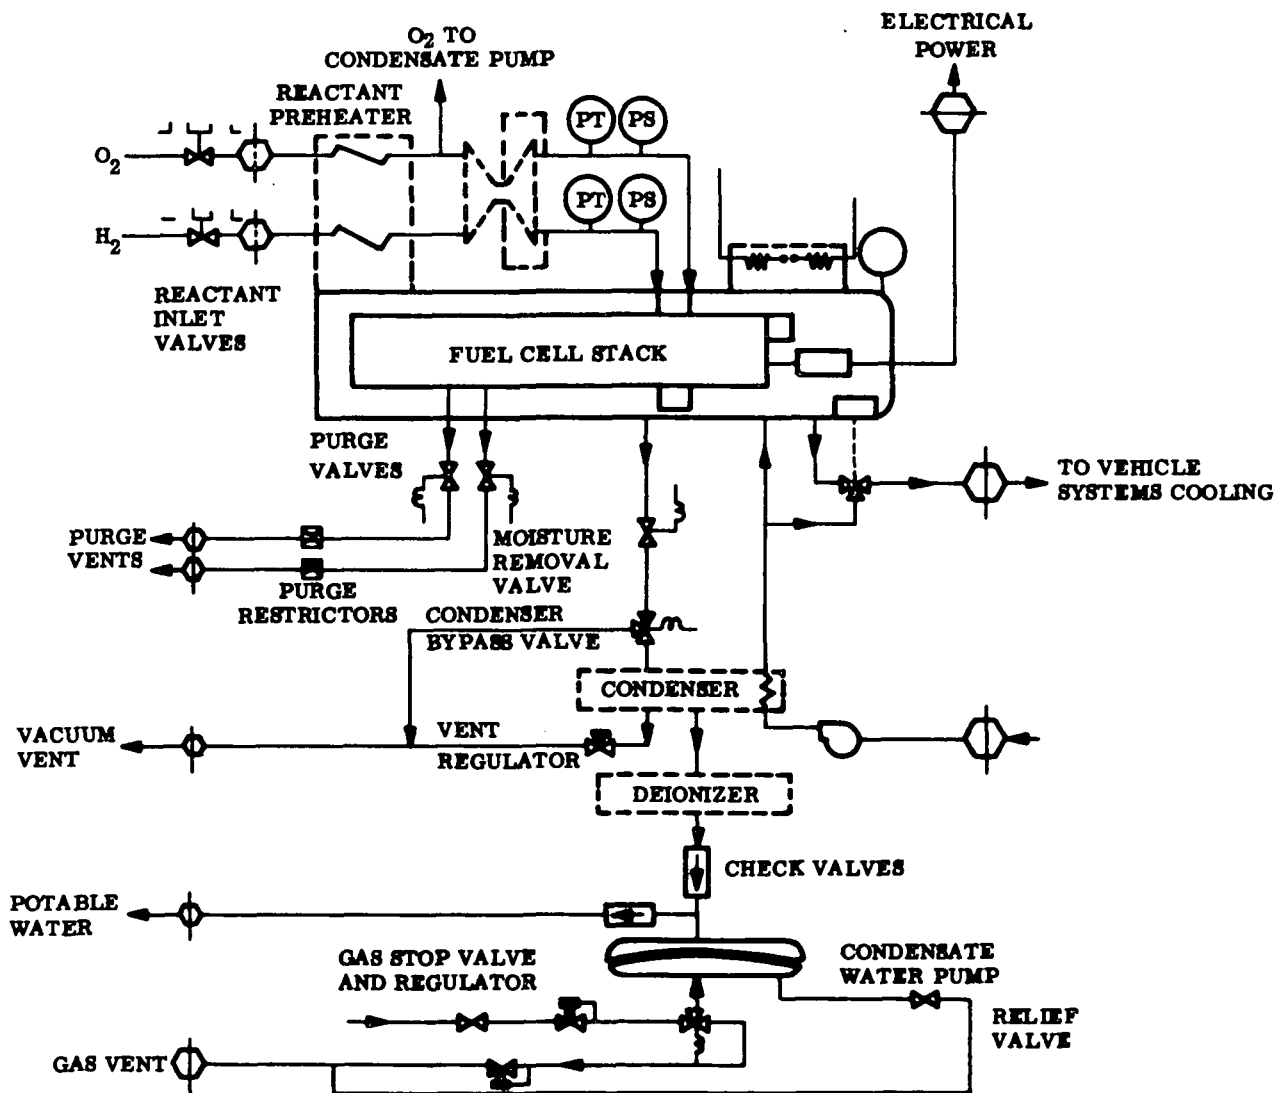 ELECTRICAL
POWER
O₂ TO
CONDENSATE PUMP
REACTANT
PREHEATER
PT
PS
O₂
PT
PS
H₂
REACTANT
INLET
VALVES
FUEL CELL STACK
PURGE
VALVES
TO VEHICLE
SYSTEMS COOLING
PURGE
VENTS
MOISTURE
REMOVAL
VALVE
PURGE
RESTRICTORS
CONDENSER
BYPASS VALVE
CONDENSER
VACUUM
VENT
VENT
REGULATOR
DEIONIZER
CHECK VALVES
POTABLE
WATER
GAS STOP VALVE
AND REGULATOR
CONDENSATE
WATER PUMP
RELIEF
VALVE
GAS VENT